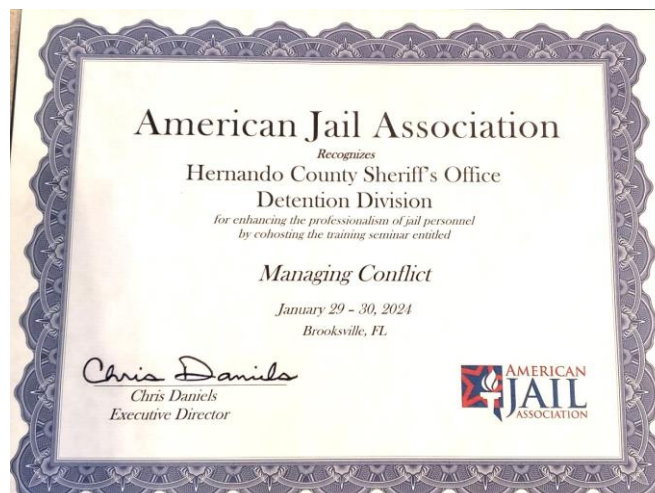 American Jail Association
Recognizes
Hernando County Sheriff's Office
Detention Division
for enhancing the professionalism of jail personnel
by cohosting the training seminar entitled
Managing Conflict
January 29 – 30, 2024
Brooksville, FL
Chris Daniels
Chris Daniels
Executive Director
AMERICAN
JAIL
ASSOCIATION